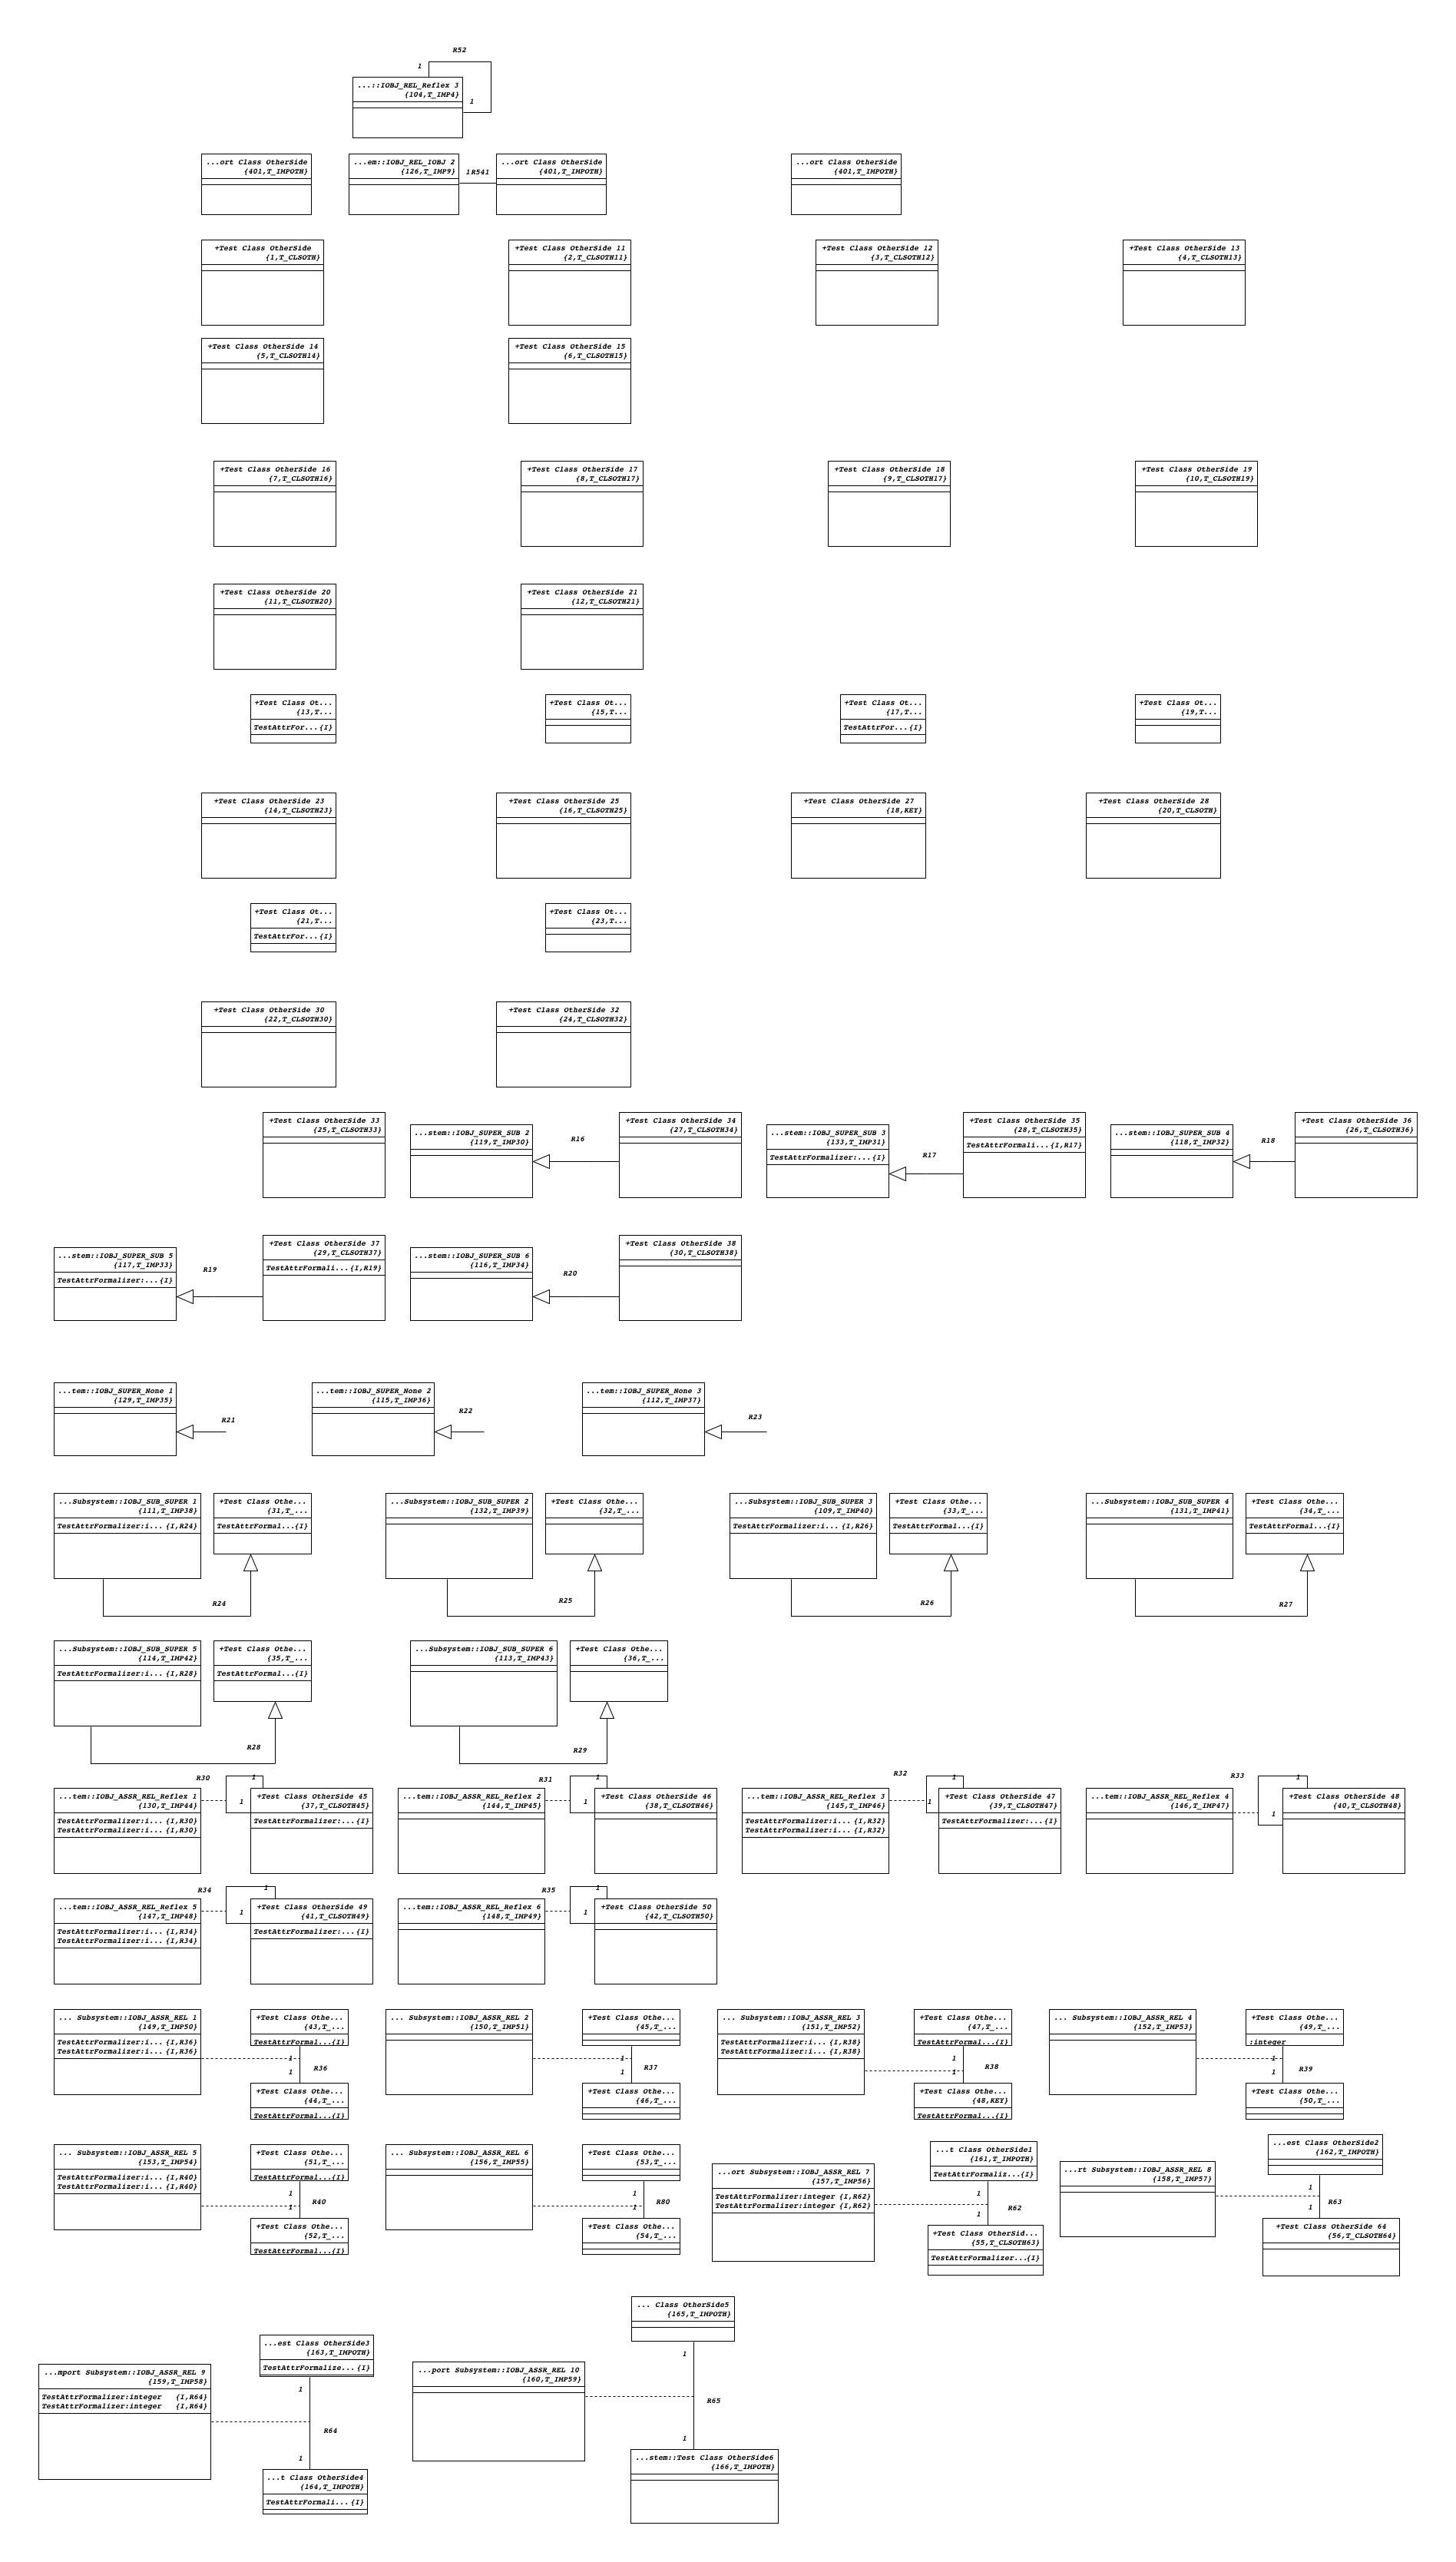 R52
1
...::IOBJ_REL_Reflex 3
{104,T_IMP4}
1
...ort Class OtherSide
{401,T_IMPOTH}
...em::IOBJ_REL_IOBJ 2
{126,T_IMP9}
1R541
...ort Class OtherSide
{401,T_IMPOTH}
...ort Class OtherSide
{401,T_IMPOTH}
+Test Class OtherSide
{1,T_CLSOTH}
+Test Class OtherSide 11
{2,T_CLSOTH11}
+Test Class OtherSide 12
{3,T_CLSOTH12}
+Test Class OtherSide 13
{4,T_CLSOTH13}
+Test Class OtherSide 14
{5,T_CLSOTH14}
+Test Class OtherSide 15
{6,T_CLSOTH15}
+Test Class OtherSide 16
{7,T_CLSOTH16}
+Test Class OtherSide 17
{8,T_CLSOTH17}
+Test Class OtherSide 18
{9,T_CLSOTH17}
+Test Class OtherSide 19
{10,T_CLSOTH19}
+Test Class OtherSide 20
{11,T_CLSOTH20}
+Test Class OtherSide 21
{12,T_CLSOTH21}
+Test Class Ot...
{13,T...
TestAttrFor...{I}
+Test Class Ot...
{15,T...
+Test Class Ot...
{17,T...
TestAttrFor...{I}
+Test Class Ot...
{19,T...
+Test Class OtherSide 23
{14,T_CLSOTH23}
+Test Class OtherSide 25
{16,T_CLSOTH25}
+Test Class OtherSide 27
{18,KEY}
+Test Class OtherSide 28
{20,T_CLSOTH}
+Test Class Ot...
{21,T...
TestAttrFor...{I}
+Test Class Ot...
{23,T...
+Test Class OtherSide 30
{22,T_CLSOTH30}
+Test Class OtherSide 32
{24,T_CLSOTH32}
+Test Class OtherSide 33
{25,T_CLSOTH33}
...stem::IOBJ_SUPER_SUB 2
{119,T_IMP30}
R16
+Test Class OtherSide 34
{27,T_CLSOTH34}
...stem::IOBJ_SUPER_SUB 3
{133,T_IMP31}
TestAttrFormalizer:...{I}
R17
+Test Class OtherSide 35
{28,T_CLSOTH35}
TestAttrFormali...{I,R17}
...stem::IOBJ_SUPER_SUB 4
{118,T_IMP32}
R18
+Test Class OtherSide 36
{26,T_CLSOTH36}
...stem::IOBJ_SUPER_SUB 5
{117,T_IMP33}
TestAttrFormalizer:...{I}
R19
+Test Class OtherSide 37
{29,T_CLSOTH37}
TestAttrFormali...{I,R19}
...stem::IOBJ_SUPER_SUB 6
{116,T_IMP34}
R20
+Test Class OtherSide 38
{30,T_CLSOTH38}
...tem::IOBJ_SUPER_None 1
{129,T_IMP35}
R21
...tem::IOBJ_SUPER_None 2
{115,T_IMP36}
R22
...tem::IOBJ_SUPER_None 3
{112,T_IMP37}
R23
...Subsystem::IOBJ_SUB_SUPER 1
{111,T_IMP38}
TestAttrFormalizer:i... {I,R24}
+Test Class Othe...
{31,T_...
TestAttrFormal...{I}
R24
...Subsystem::IOBJ_SUB_SUPER 2
{132,T_IMP39}
+Test Class Othe...
{32,T_...
R25
...Subsystem::IOBJ_SUB_SUPER 3
{109,T_IMP40}
TestAttrFormalizer:i... {I,R26}
+Test Class Othe...
{33,T_...
TestAttrFormal...{I}
R26
...Subsystem::IOBJ_SUB_SUPER 4
{131,T_IMP41}
+Test Class Othe...
{34,T_...
TestAttrFormal...{I}
R27
...Subsystem::IOBJ_SUB_SUPER 5
{114,T_IMP42}
TestAttrFormalizer:i... {I,R28}
+Test Class Othe...
{35,T_...
TestAttrFormal...{I}
R28
...Subsystem::IOBJ_SUB_SUPER 6
{113,T_IMP43}
+Test Class Othe...
{36,T_...
R29
R30
1
...tem::IOBJ_ASSR_REL_Reflex 1
{130,T_IMP44}
TestAttrFormalizer:i... {I,R30}
TestAttrFormalizer:i... {I,R30}
1
+Test Class OtherSide 45
{37,T_CLSOTH45}
TestAttrFormalizer:...{I}
R31
1
...tem::IOBJ_ASSR_REL_Reflex 2
{144,T_IMP45}
1
+Test Class OtherSide 46
{38,T_CLSOTH46}
R32
1
...tem::IOBJ_ASSR_REL_Reflex 3
{145,T_IMP46}
TestAttrFormalizer:i... {I,R32}
TestAttrFormalizer:i... {I,R32}
1
+Test Class OtherSide 47
{39,T_CLSOTH47}
TestAttrFormalizer:...{I}
R33
1
...tem::IOBJ_ASSR_REL_Reflex 4
{146,T_IMP47}
1
+Test Class OtherSide 48
{40,T_CLSOTH48}
R34
1
...tem::IOBJ_ASSR_REL_Reflex 5
{147,T_IMP48}
TestAttrFormalizer:i... {I,R34}
TestAttrFormalizer:i... {I,R34}
1
+Test Class OtherSide 49
{41,T_CLSOTH49}
TestAttrFormalizer:...{I}
R35
1
...tem::IOBJ_ASSR_REL_Reflex 6
{148,T_IMP49}
1
+Test Class OtherSide 50
{42,T_CLSOTH50}
... Subsystem::IOBJ_ASSR_REL 1
{149,T_IMP50}
TestAttrFormalizer:i... {I,R36}
TestAttrFormalizer:i... {I,R36}
+Test Class Othe...
{43,T_...
TestAttrFormal...{I}
1
R36
1
+Test Class Othe...
{44,T_...
TestAttrFormal...{I}
... Subsystem::IOBJ_ASSR_REL 2
{150,T_IMP51}
+Test Class Othe...
{45,T_...
1
R37
1
+Test Class Othe...
{46,T_...
... Subsystem::IOBJ_ASSR_REL 3
{151,T_IMP52}
TestAttrFormalizer:i... {I,R38}
TestAttrFormalizer:i... {I,R38}
+Test Class Othe...
{47,T_...
TestAttrFormal...{I}
1
R38
1
+Test Class Othe...
{48,KEY}
TestAttrFormal...{I}
... Subsystem::IOBJ_ASSR_REL 4
{152,T_IMP53}
+Test Class Othe...
{49,T_...
:integer
1
R39
1
+Test Class Othe...
{50,T_...
... Subsystem::IOBJ_ASSR_REL 5
{153,T_IMP54}
TestAttrFormalizer:i... {I,R40}
TestAttrFormalizer:i... {I,R40}
+Test Class Othe...
{51,T_...
TestAttrFormal...{I}
1
R40
1
+Test Class Othe...
{52,T_...
TestAttrFormal...{I}
... Subsystem::IOBJ_ASSR_REL 6
{156,T_IMP55}
+Test Class Othe...
{53,T_...
1
R80
1
+Test Class Othe...
{54,T_...
...ort Subsystem::IOBJ_ASSR_REL 7
{157,T_IMP56}
TestAttrFormalizer:integer {I,R62}
TestAttrFormalizer:integer {I,R62}
...t Class OtherSide1
{161,T_IMPOTH}
TestAttrFormaliz...{I}
1
R62
1
+Test Class OtherSid...
{55,T_CLSOTH63}
TestAttrFormalizer...{I}
...rt Subsystem::IOBJ_ASSR_REL 8
{158,T_IMP57}
...est Class OtherSide2
{162,T_IMPOTH}
1
R63
1
+Test Class OtherSide 64
{56,T_CLSOTH64}
...mport Subsystem::IOBJ_ASSR_REL 9
{159,T_IMP58}
TestAttrFormalizer:integer {I,R64}
TestAttrFormalizer:integer {I,R64}
...est Class OtherSide3
{163,T_IMPOTH}
TestAttrFormalize...{I}
1
R64
1
...t Class OtherSide4
{164,T_IMPOTH}
TestAttrFormali...{I}
...port Subsystem::IOBJ_ASSR_REL 10
{160,T_IMP59}
... Class OtherSide5
{165,T_IMPOTH}
1
R65
1
...stem::Test Class OtherSide6
{166,T_IMPOTH}